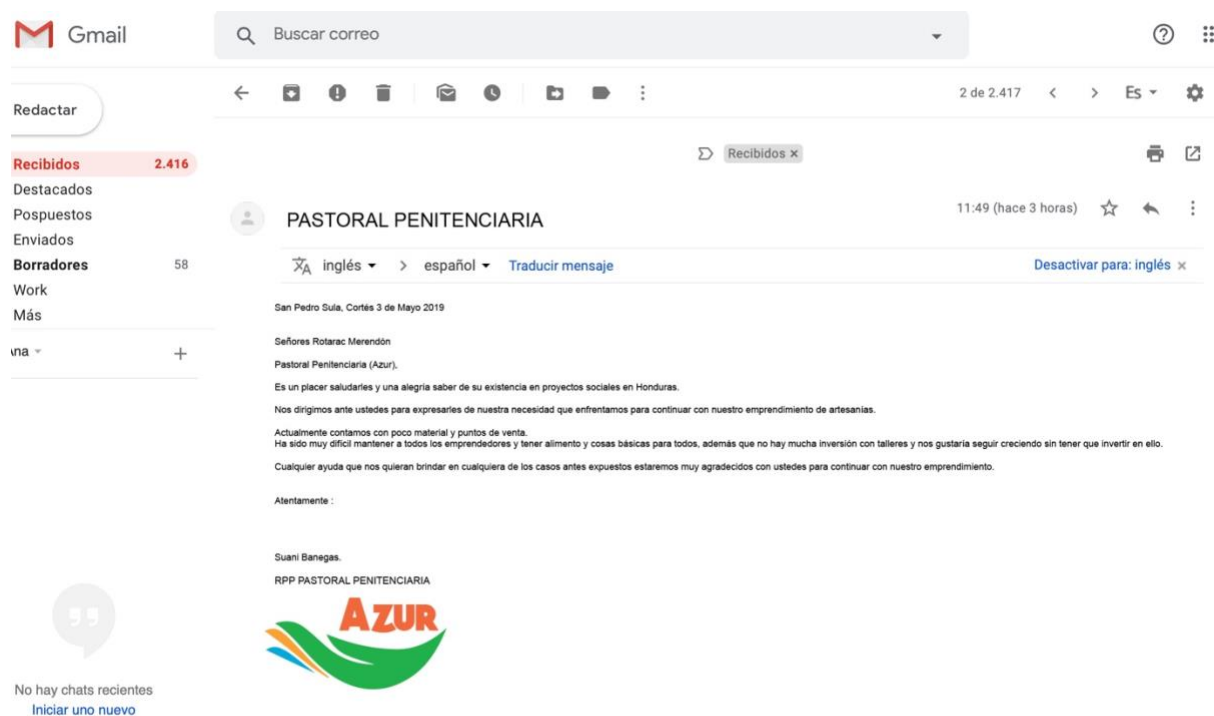 Gmail
Buscar correo
Redactar
2 de 2.417
Es
Recibidos 2.416
Destacados
Pospuestos
Enviados
Borradores 58
Work
Más
Recibidos ×
PASTORAL PENITENCIARIA
11:49 (hace 3 horas)
inglés > español Traducir mensaje
Desactivar para: inglés ×
San Pedro Sula, Cortés 3 de Mayo 2019
Señores Rotarac Merendón
Pastoral Penitenciaria (Azur),
Es un placer saludarles y una alegria saber de su existencia en proyectos sociales en Honduras.
Nos dirigimos ante ustedes para expresarles de nuestra necesidad que enfrentamos para continuar con nuestro emprendimiento de artesanias.
Actualmente contamos con poco material y puntos de venta.
Ha sido muy difícil mantener a todos los emprendedores y tener alimento y cosas básicas para todos, además que no hay mucha inversión con talleres y nos gustaria seguir creciendo sin tener que invertir en ello.
Cualquier ayuda que nos quieran brindar en cualquiera de los casos antes expuestos estaremos muy agradecidos con ustedes para continuar con nuestro emprendimiento.
Atentamente :
Suani Banegas.
RPP PASTORAL PENITENCIARIA
AZUR
No hay chats recientes
Iniciar uno nuevo